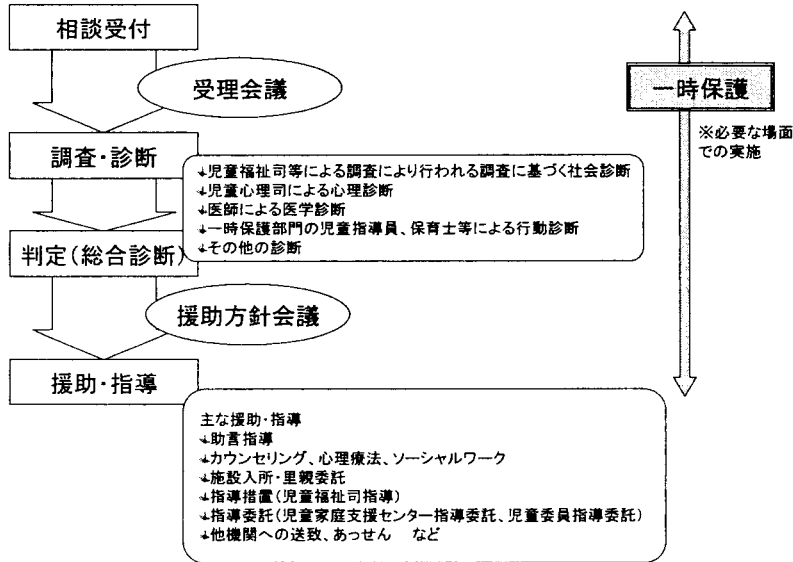 相談受付
受理会議
一時保護
※必要な場面
での実施
調査・診断
↓児童福祉司等による調査により行われる調査に基づく社会診断
↓児童心理司による心理診断
↓医師による医学診断
↓一時保護部門の児童指導員、保育士等による行動診断
↓その他の診断
判定(総合診断)
援助方針会議
援助・指導
主な援助・指導
↓助言指導
↓カウンセリング、心理療法、ソーシャルワーク
↓施設入所・里親委託
↓指導措置(児童福祉司指導)
↓指導委託(児童家庭支援センター指導委託、児童委員指導委託)
↓他機関への送致、あっせん　など